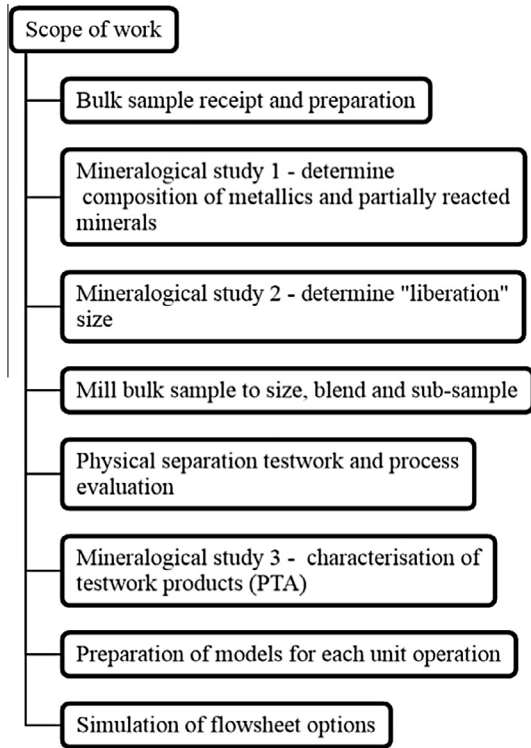 Scope of work
Bulk sample receipt and preparation
Mineralogical study 1 - determine
composition of metallics and partially reacted
minerals
Mineralogical study 2 - determine "liberation"
size
Mill bulk sample to size, blend and sub-sample
Physical separation testwork and process
evaluation
Mineralogical study 3 - characterisation of
testwork products (PTA)
Preparation of models for each unit operation
Simulation of flowsheet options